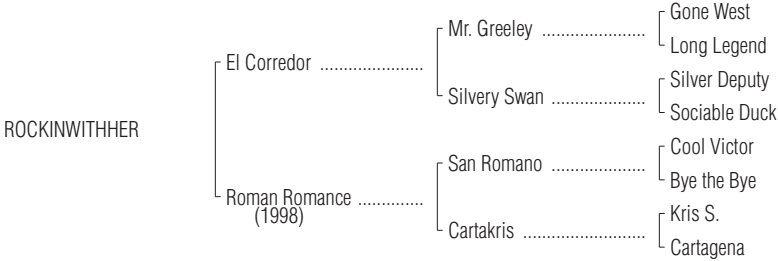 Gone West
Mr. Greeley ......................
Long Legend
El Corredor ......................
Silver Deputy
Silvery Swan ....................
Sociable Duck
ROCKINWITHHER
Cool Victor
San Romano ....................
Bye the Bye
Roman Romance ..............
(1998)
Kris S.
Cartakris ..........................
Cartagena